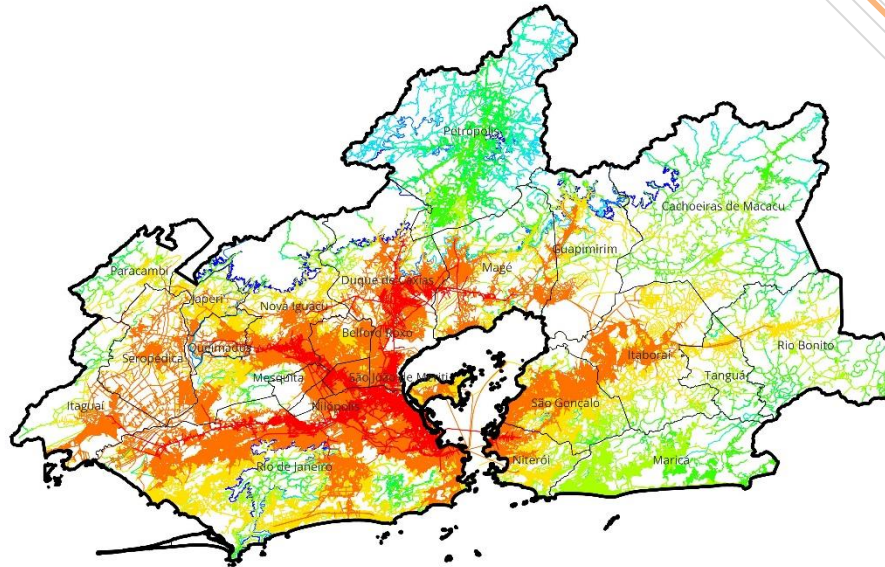 Petrópolis
Cachoeiras de Macacu
Guapimirim
Paracambi
Magé
Duque de Caxias
Japeri
Nova Iguaçu
Belford Roxo
Queimados
Seropédica
Itaboraí
Rio Bonito
Mesquita
São João de Meriti
Tanguá
Itaguaí
Nilópolis
São Gonçalo
Niterói
Maricá
Rio de Janeiro